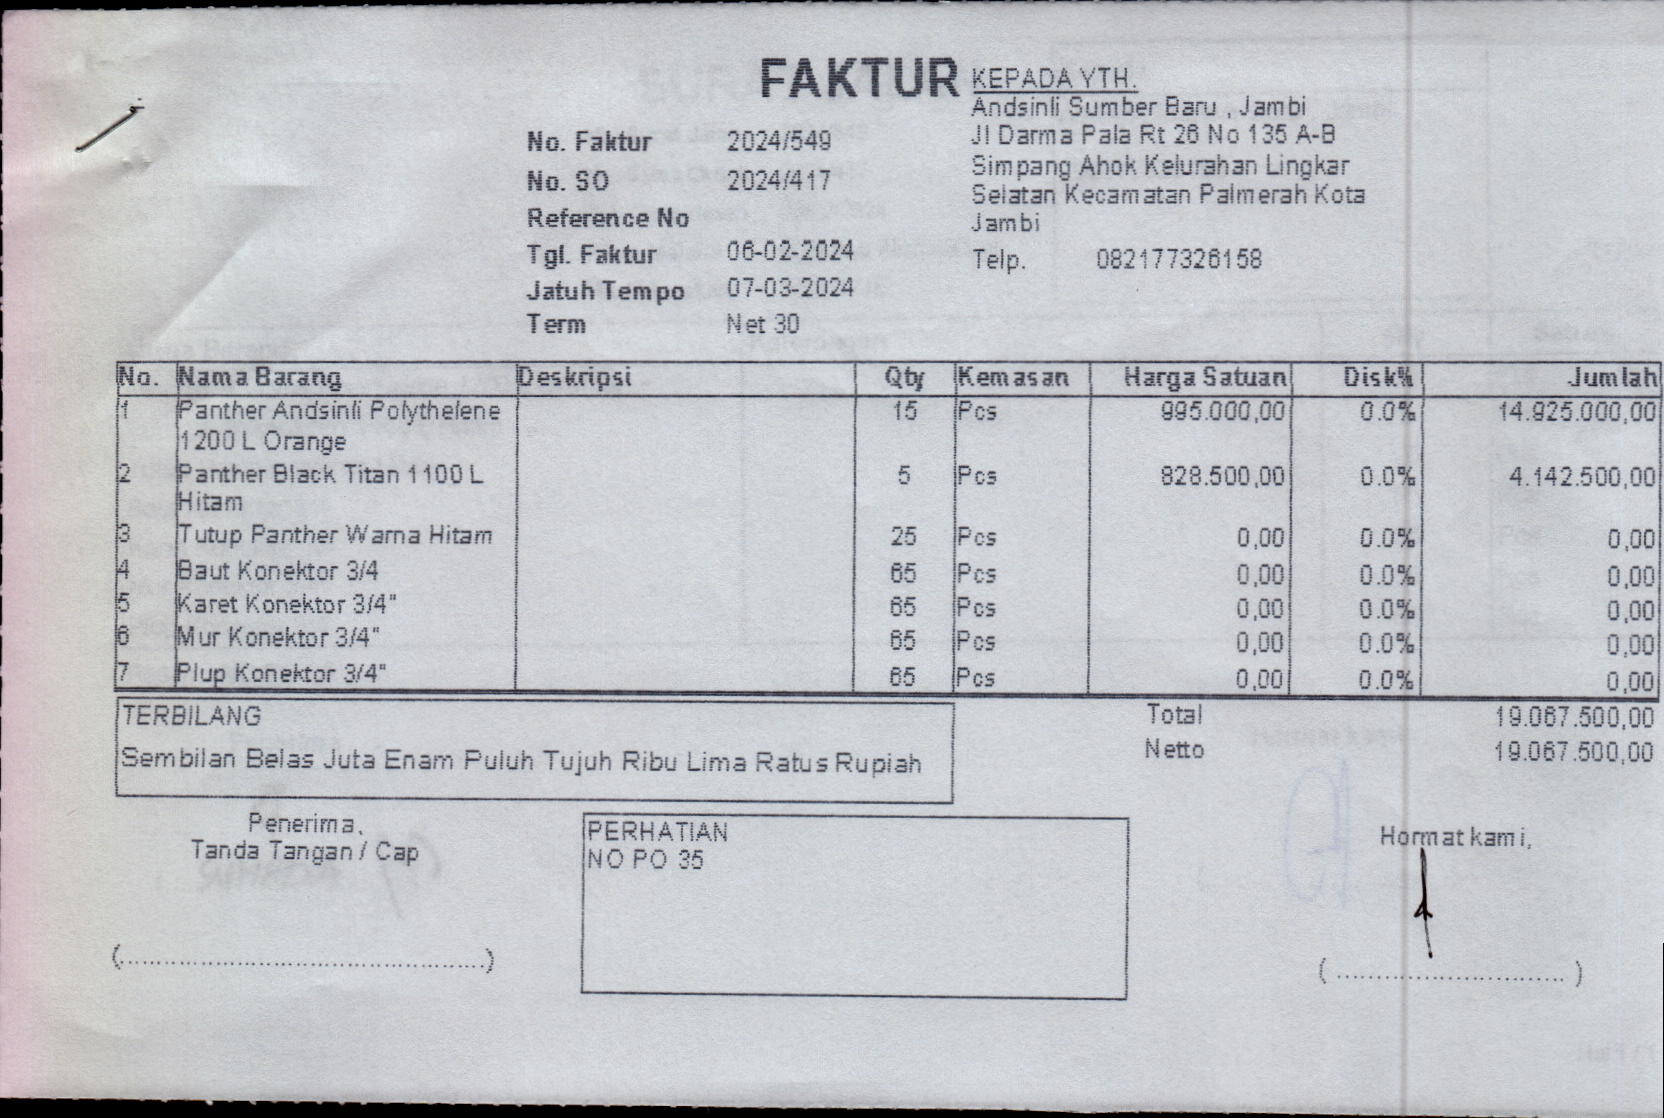 FAKTUR
KEPADA YTH.
Andsinli Sumber Baru , Jambi
Jl Darma Pala Rt 26 No 135 A-B
Simpang Ahok Kelurahan Lingkar
Selatan Kecamatan Palmerah Kota
Jambi
Telp. 082177326158
No. Faktur 2024/549
No. SO 2024/417
Reference No
Tgl. Faktur 06-02-2024
Jatuh Tempo 07-03-2024
Term Net 30
No. Nama Barang Deskripsi Qty Kemasan Harga Satuan Disk% Jumlah
1 Panther Andsinli Polythelene 15 Pcs 995.000,00 0.0% 14.925.000,00
1200 L Orange
2 Panther Black Titan 1100 L 5 Pcs 828.500,00 0.0% 4.142.500,00
Hitam
3 Tutup Panther Warna Hitam 25 Pcs 0,00 0.0% 0,00
4 Baut Konektor 3/4 65 Pcs 0,00 0.0% 0,00
5 Karet Konektor 3/4" 65 Pcs 0,00 0.0% 0,00
6 Mur Konektor 3/4" 65 Pcs 0,00 0.0% 0,00
7 Plup Konektor 3/4" 65 Pcs 0,00 0.0% 0,00
TERBILANG
Sembilan Belas Juta Enam Puluh Tujuh Ribu Lima Ratus Rupiah
Total 19.067.500,00
Netto 19.067.500,00
Penerima,
Tanda Tangan / Cap
(...............................................)
PERHATIAN
NO PO 35
Hormat kami,
( ............................. )